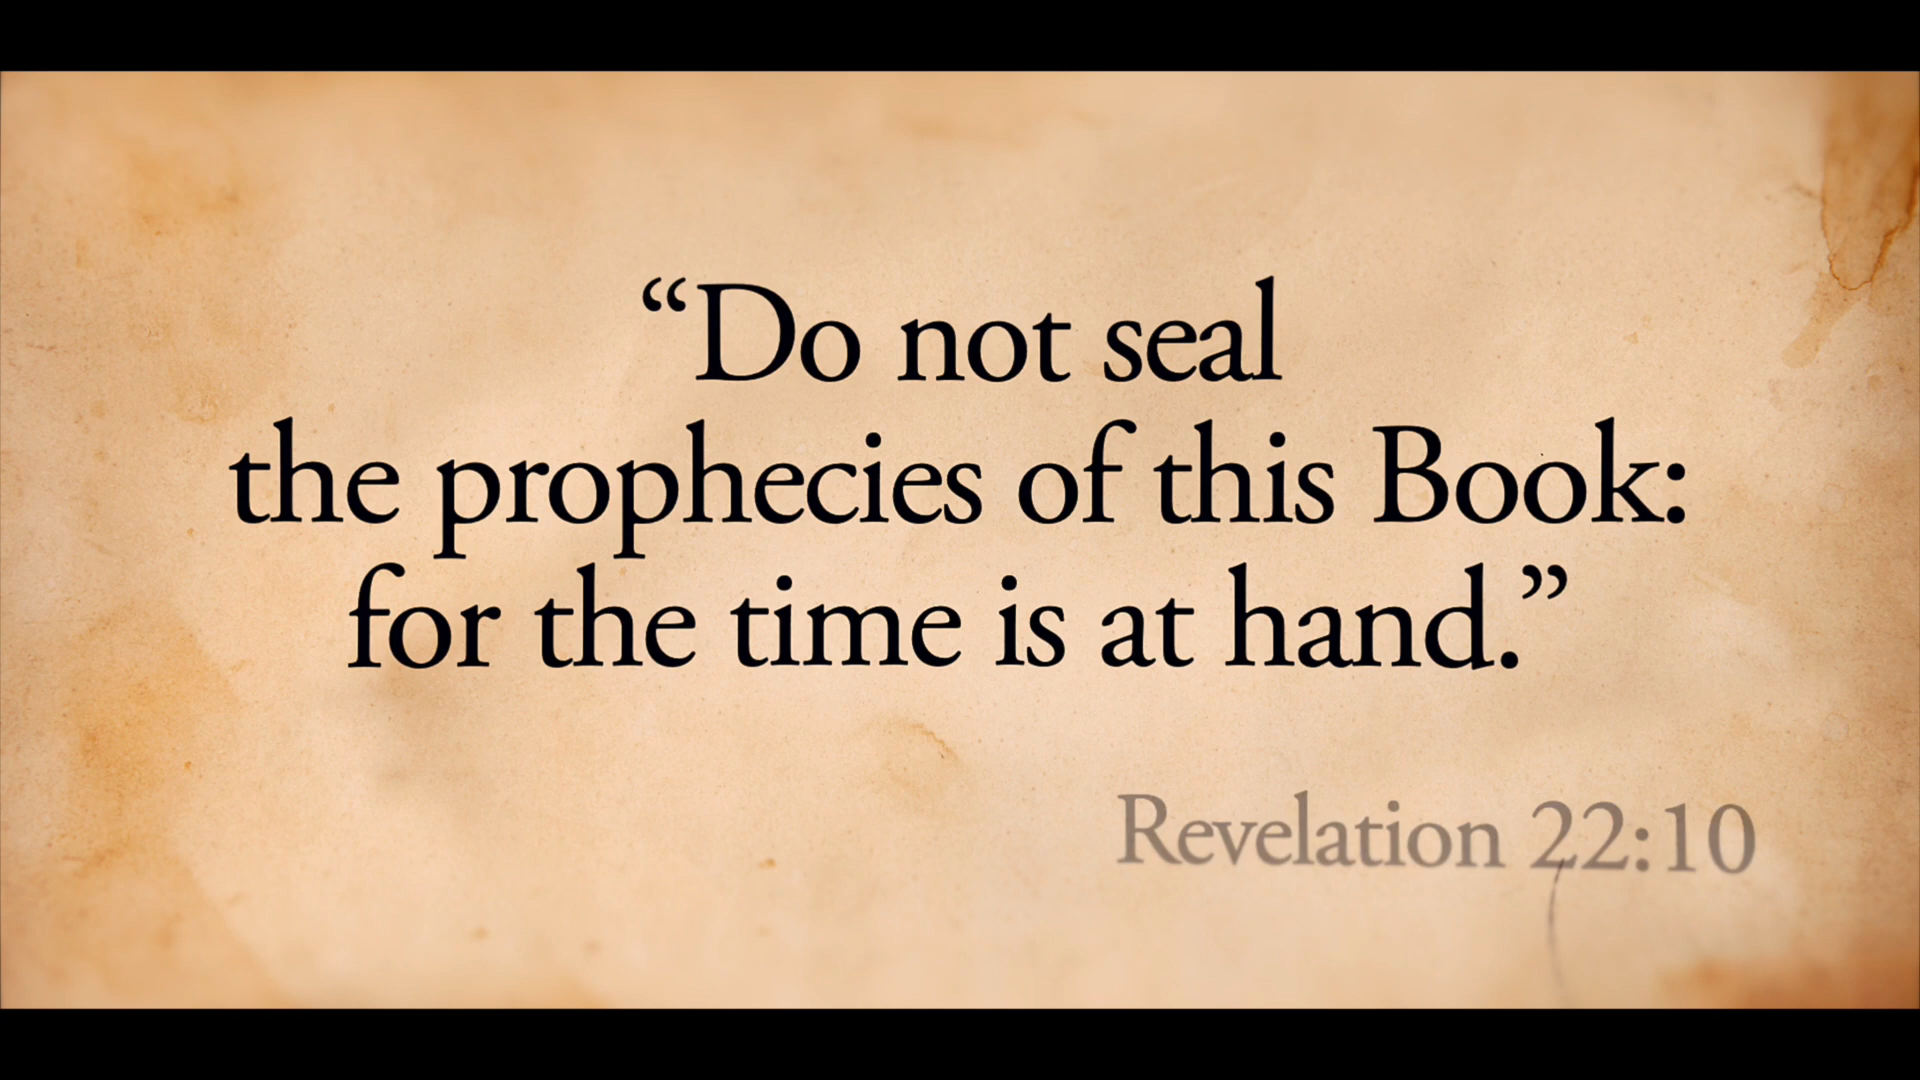 “Do not seal
the prophecies of this Book:
for the time is at hand.”
Revelation 22:10